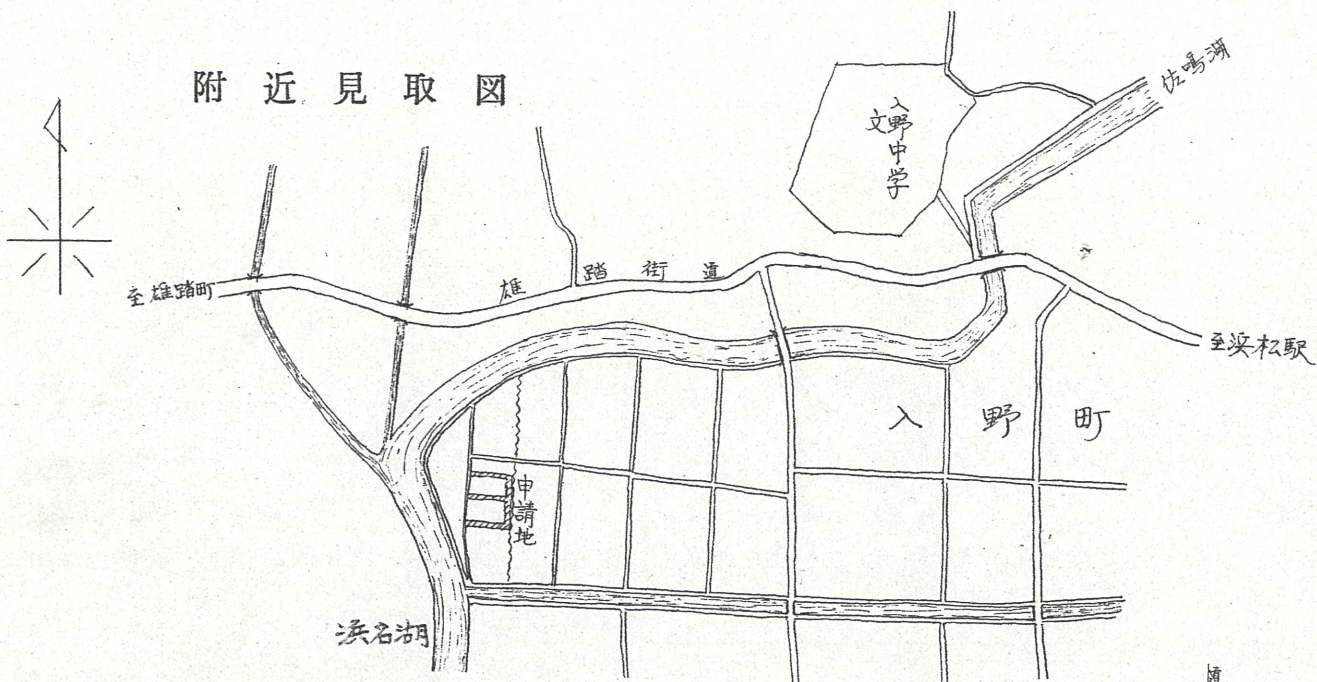 附近見取図
佐鳴湖
文
入野中学
雄踏街道
至雄踏町
至浜松駅
入野町
申請地
浜名湖